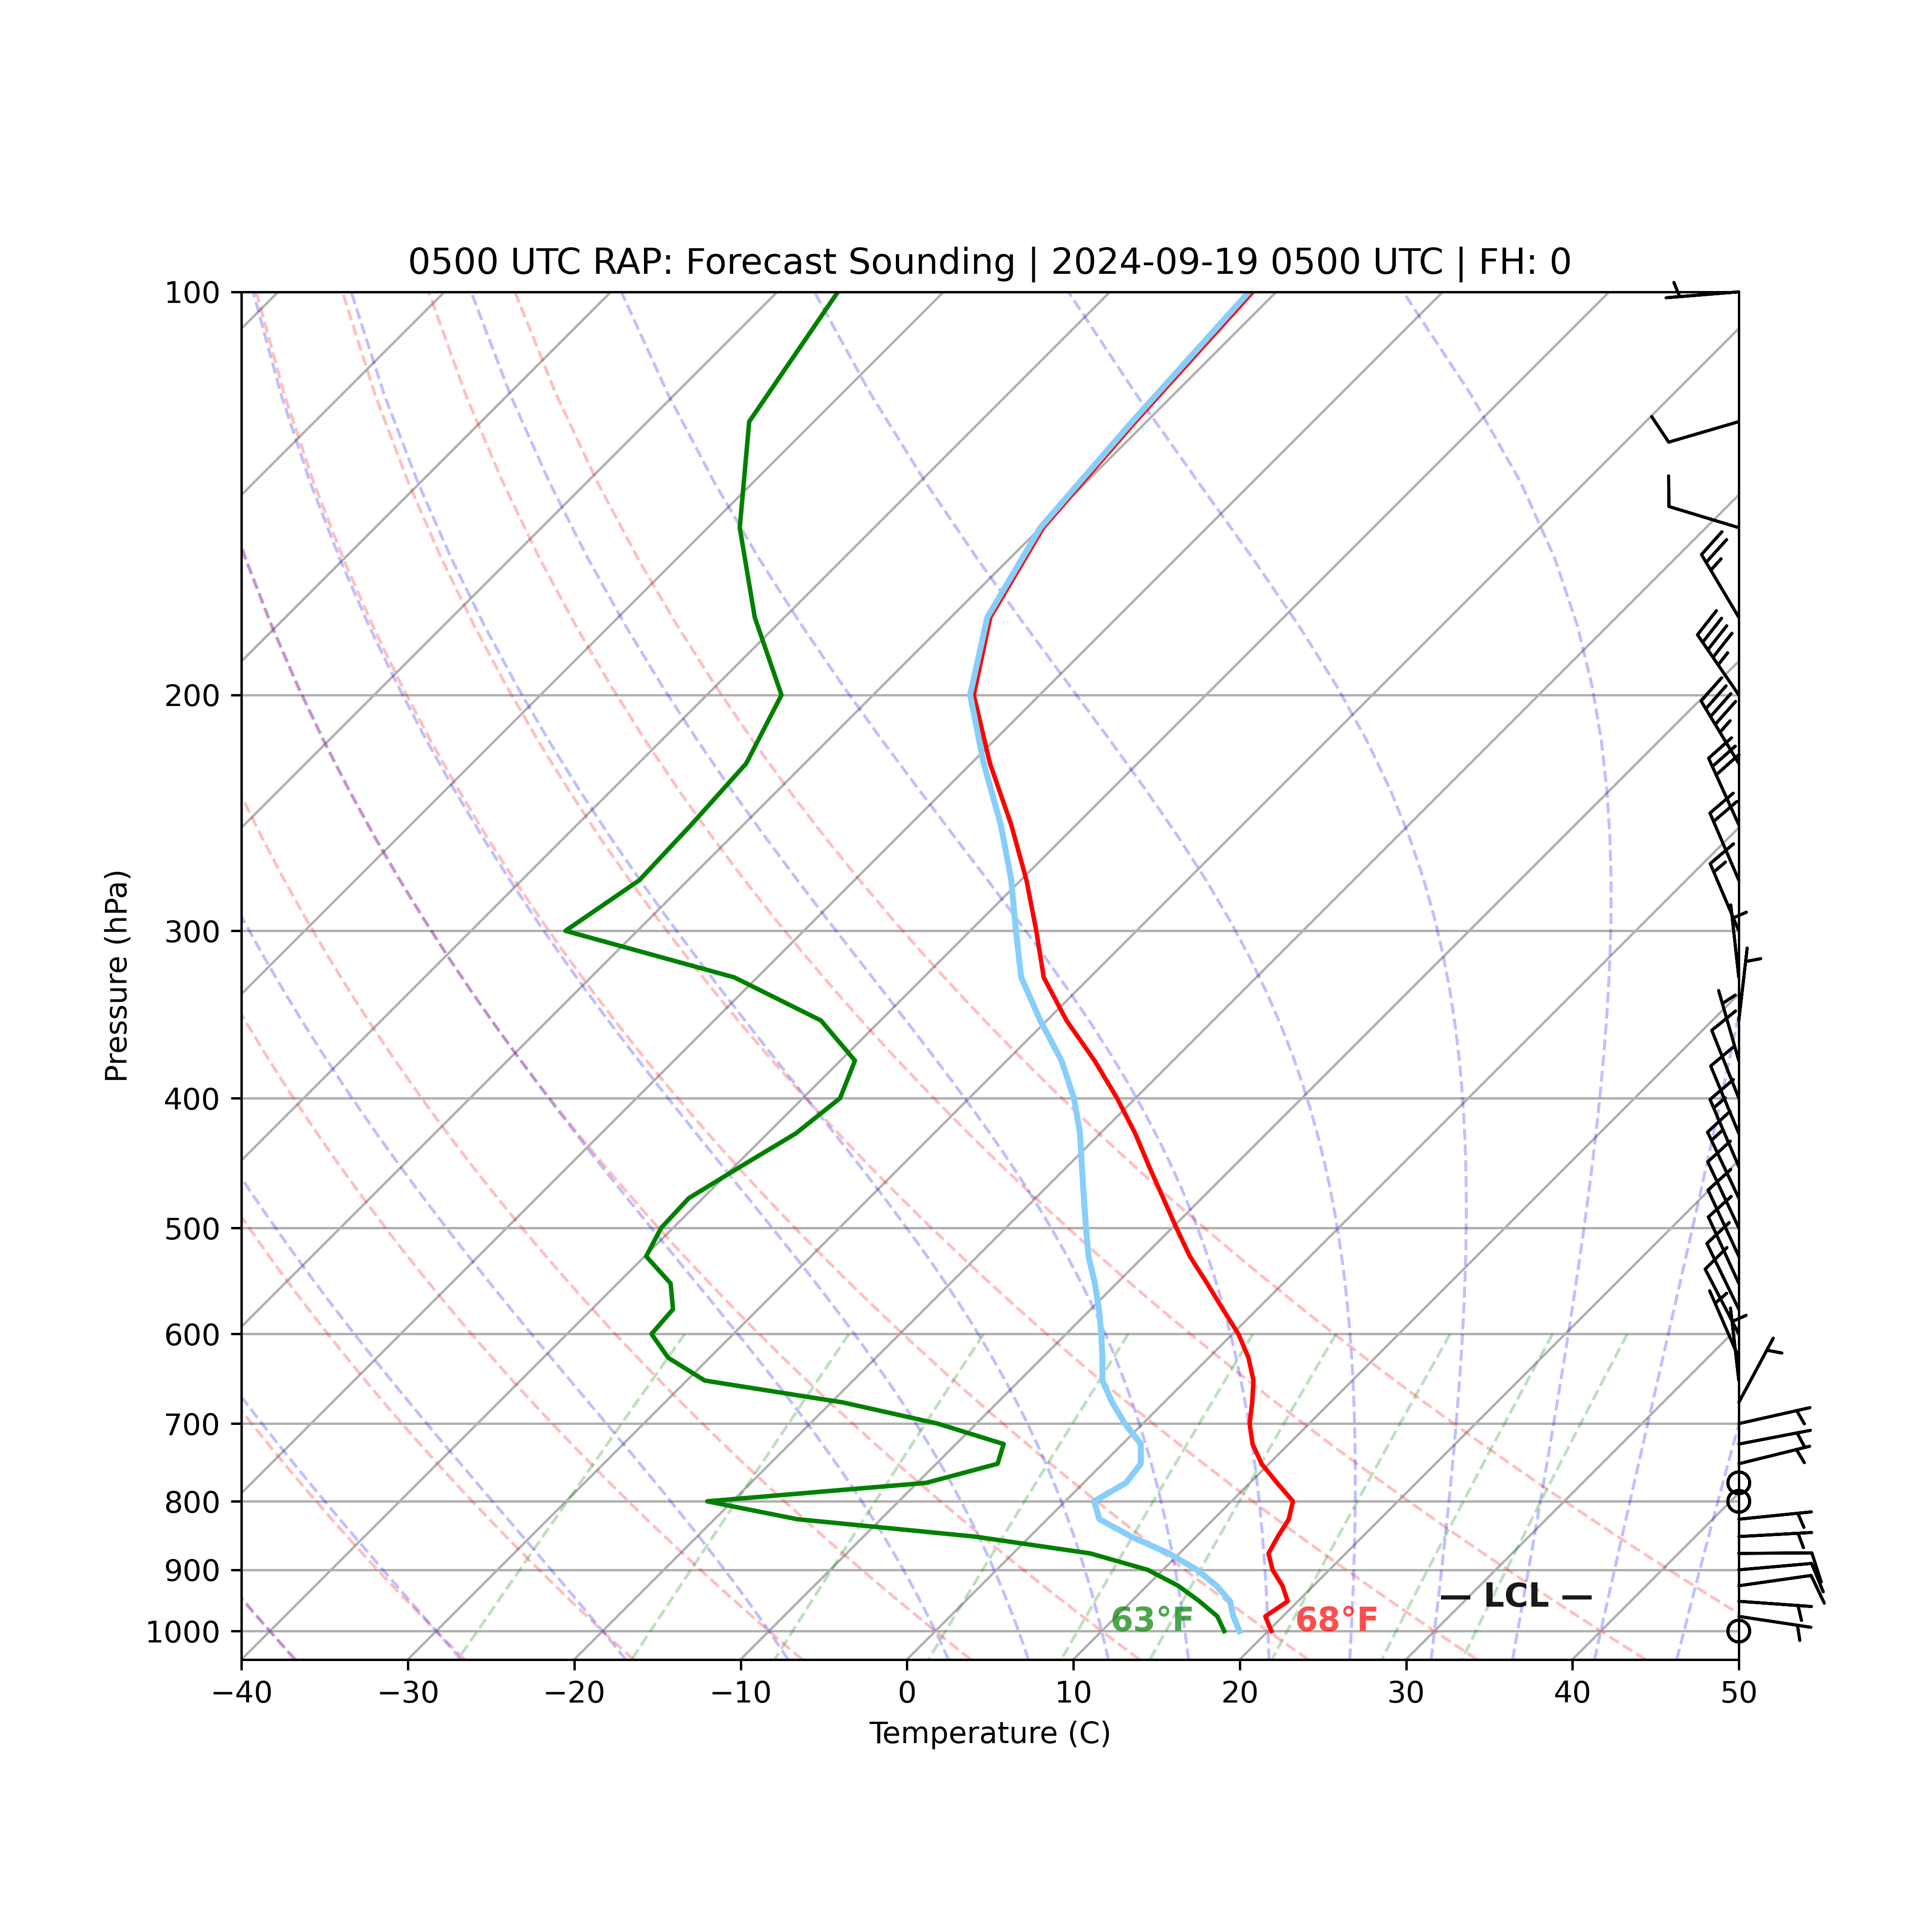 0500 UTC RAP: Forecast Sounding | 2024-09-19 0500 UTC | FH: 0
100
200
300
400
500
600
700
800
900
1000
Pressure (hPa)
— LCL —
63°F
68°F
−40 −30 −20 −10 0 10 20 30 40 50
Temperature (C)